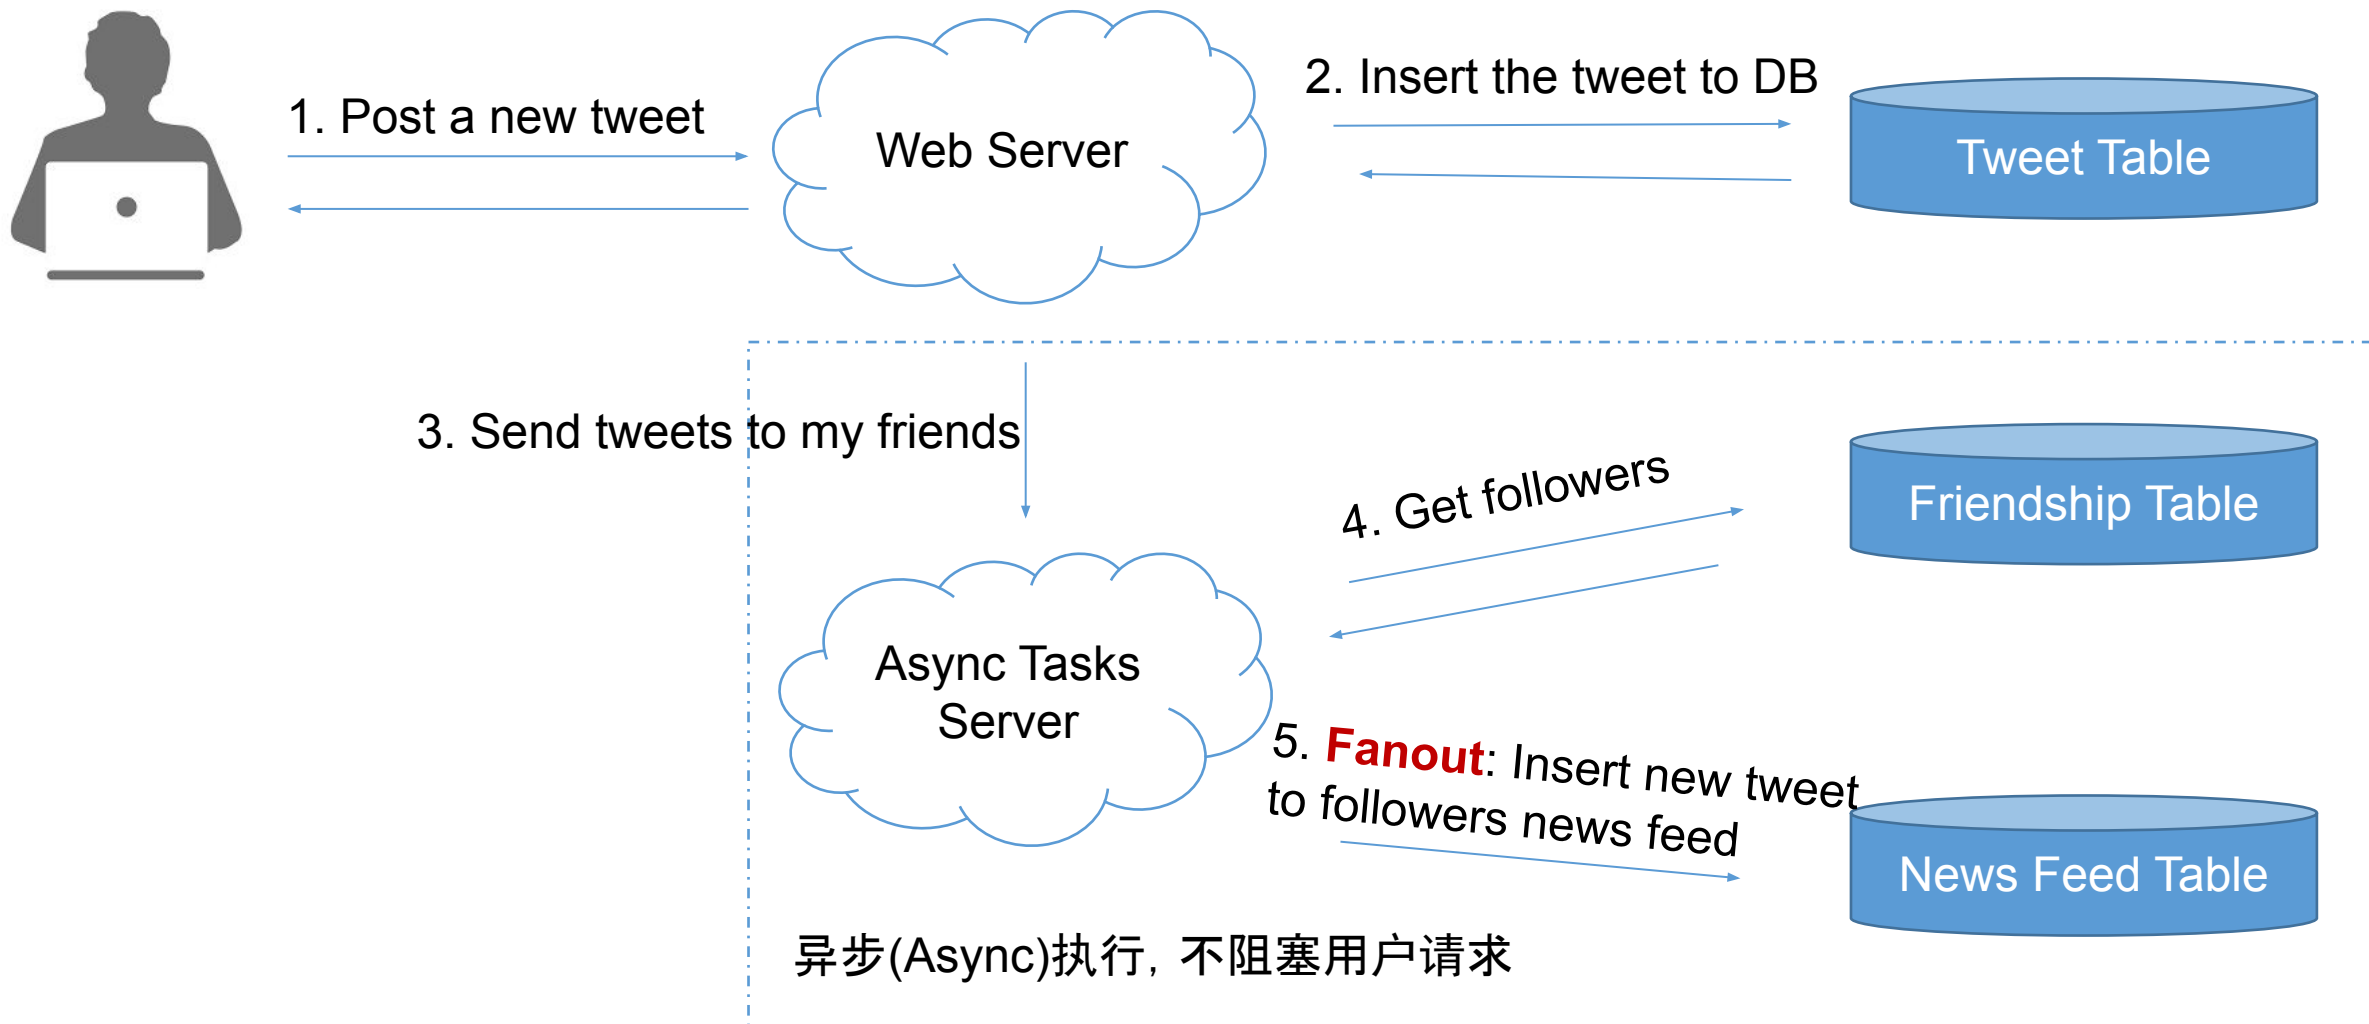 1. Post a new tweet
2. Insert the tweet to DB
Web Server
Tweet Table
3. Send tweets to my friends
4. Get followers
Friendship Table
Async Tasks
Server
5. Fanout: Insert new tweet
to followers news feed
News Feed Table
异步(Async)执行，不阻塞用户请求